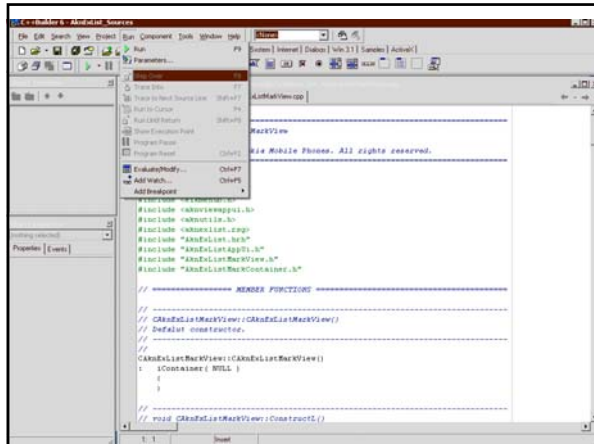 C++Builder 6 - AknExList_Sources
File Edit Search View Project Run Component Tools Window Help
<None>
System | Internet | Dialogs | Win 3.1 | Samples | ActiveX |
Run F9
Parameters...
Step Over F8
Trace Into F7
Trace to Next Source Line Shift+F7
Run to Cursor F4
Run Until Return Shift+F8
Show Execution Point
Program Pause
Program Reset Ctrl+F2
Evaluate/Modify... Ctrl+F7
Add Watch... Ctrl+F5
Add Breakpoint
ExListMarkView.cpp
MarkView
kia Mobile Phones. All rights reserved.
#include <aknviewappui.h>
#include <aknutils.h>
#include <aknexlist.rsg>
#include "AknExList.hrh"
#include "AknExListAppUi.h"
#include "AknExListMarkView.h"
#include "AknExListMarkContainer.h"
// ================= MEMBER FUNCTIONS =================
// CAknExListMarkView::CAknExListMarkView()
// Defalut constructor.
//
CAknExListMarkView::CAknExListMarkView()
: iContainer( NULL )
{
}
// void CAknExListMarkView::ConstructL()
(nothing selected)
Properties | Events |
1: 1 Insert